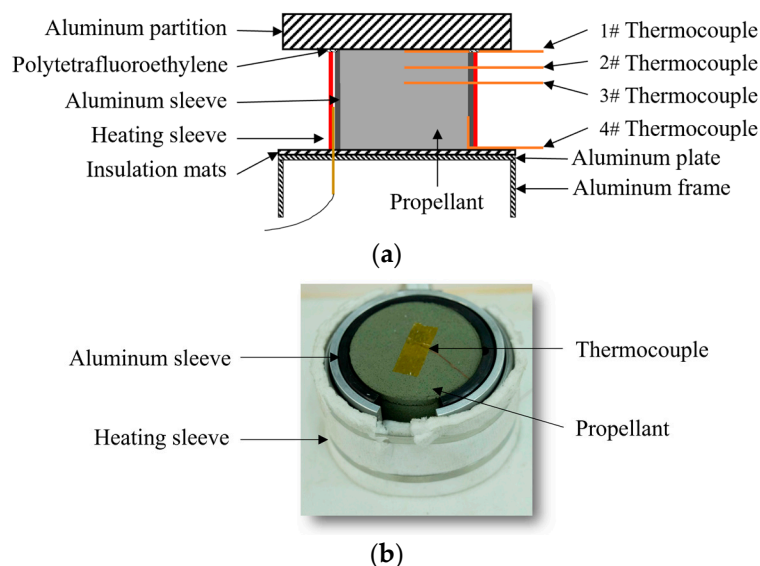 Aluminum partition
Polytetrafluoroethylene
Aluminum sleeve
Heating sleeve
Insulation mats
1# Thermocouple
2# Thermocouple
3# Thermocouple
4# Thermocouple
Aluminum plate
Aluminum frame
Propellant
(a)
Aluminum sleeve
Heating sleeve
Thermocouple
Propellant
(b)